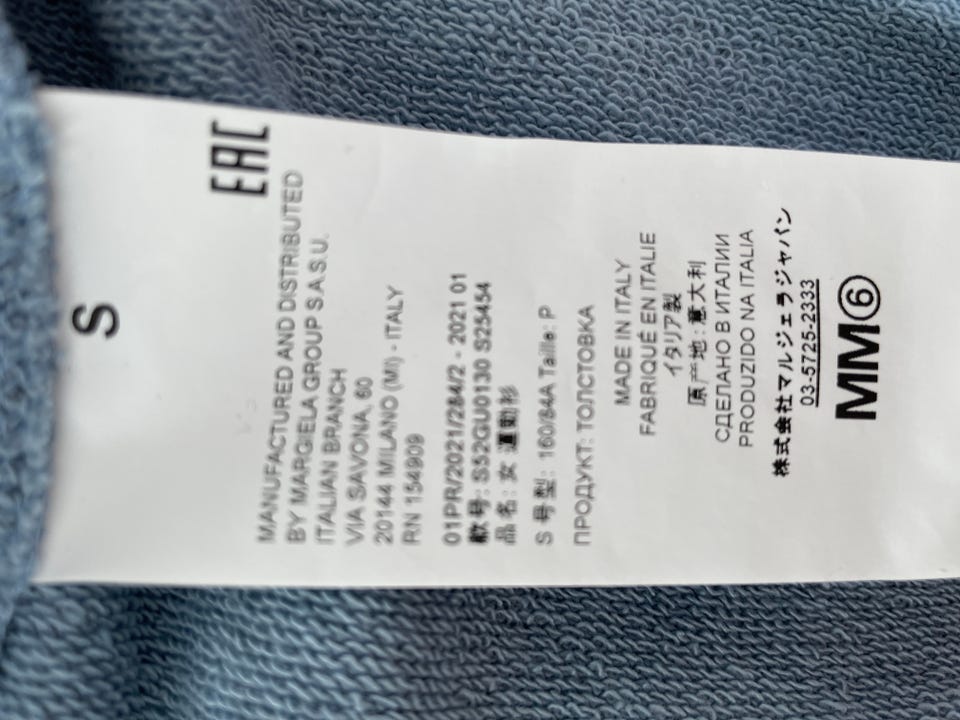 S
EAC
MANUFACTURED AND DISTRIBUTED
BY MARGIELA GROUP S.A.S.U.
ITALIAN BRANCH
VIA SAVONA, 60
20144 MILANO (MI) - ITALY
RN 154909
01PR/2021/284/2 - 2021 01
款号: S52GU0130 S25454
品名: 女 運動衫
S 号型: 160/84A Taille: P
ПРОДУКТ: ТОЛСТОВКА
MADE IN ITALY
FABRIQUÉ EN ITALIE
イタリア製
原产地: 意大利
СДЕЛАНО В ИТАЛИИ
PRODUZIDO NA ITALIA
株式会社マルジェラジャパン
03-5725-2333
MM6